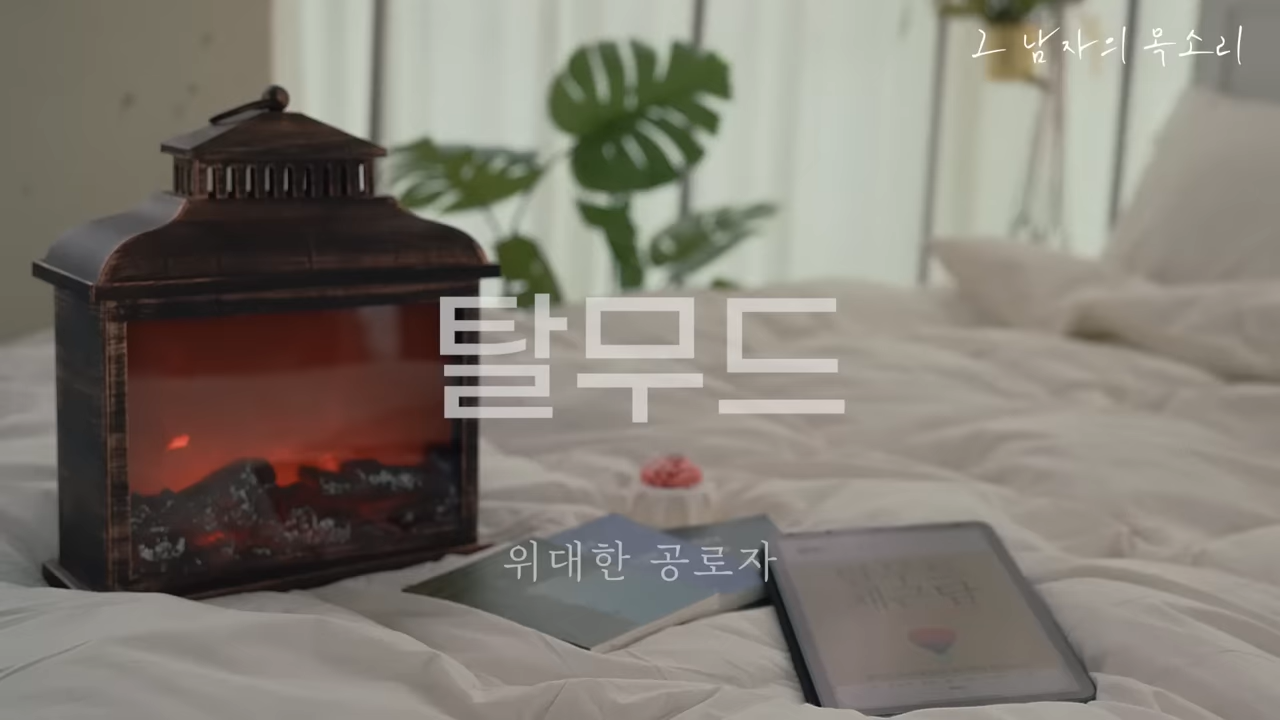 그 남자의 목소리
탈무드
위대한 공로자